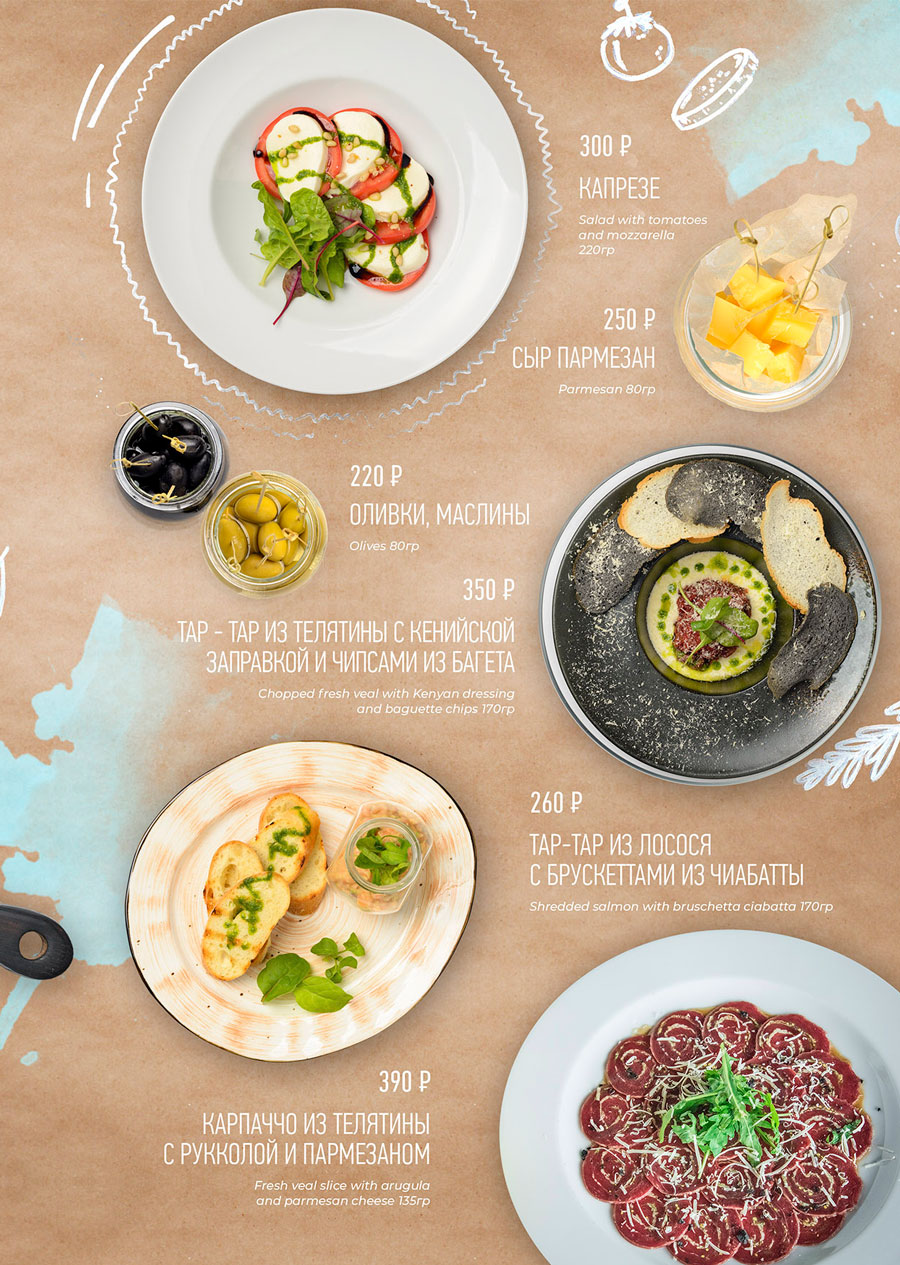 300 ₽
КАПРЕЗЕ
Salad with tomatoes
and mozzarella
220гр
250 ₽
СЫР ПАРМЕЗАН
Parmesan 80гр
220 ₽
ОЛИВКИ, МАСЛИНЫ
Olives 80гр
350 ₽
ТАР - ТАР ИЗ ТЕЛЯТИНЫ С КЕНИЙСКОЙ
ЗАПРАВКОЙ И ЧИПСАМИ ИЗ БАГЕТА
Chopped fresh veal with Kenyan dressing
and baguette chips 170гр
260 ₽
ТАР-ТАР ИЗ ЛОСОСЯ
С БРУСКЕТТАМИ ИЗ ЧИАБАТТЫ
Shredded salmon with bruschetta ciabatta 170гр
390 ₽
КАРПАЧЧО ИЗ ТЕЛЯТИНЫ
С РУККОЛОЙ И ПАРМЕЗАНОМ
Fresh veal slice with arugula
and parmesan cheese 135гр